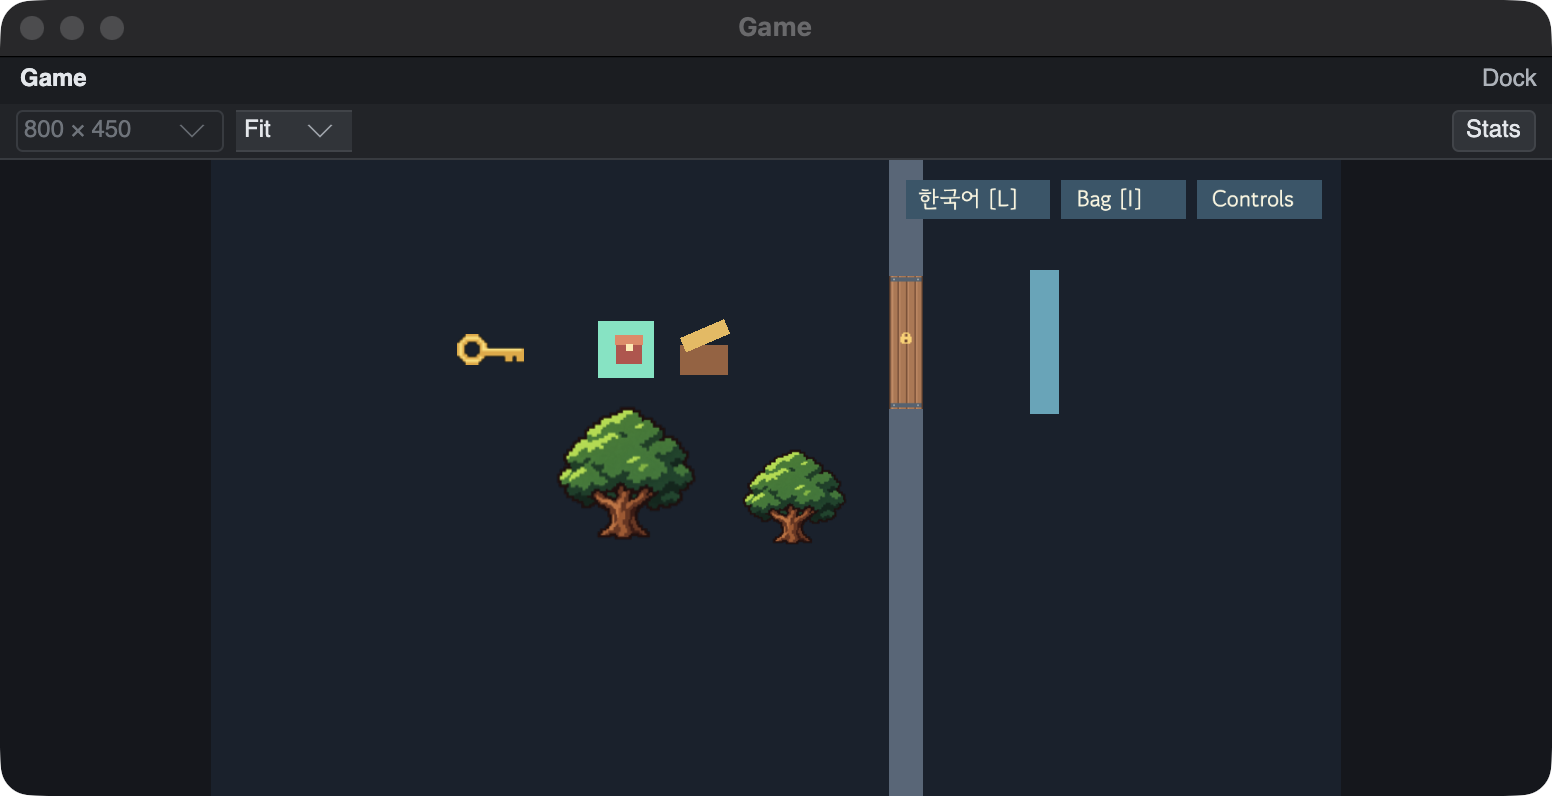 Game
Game
Dock
800 × 450
Fit
Stats
한국어 [L]
Bag [I]
Controls